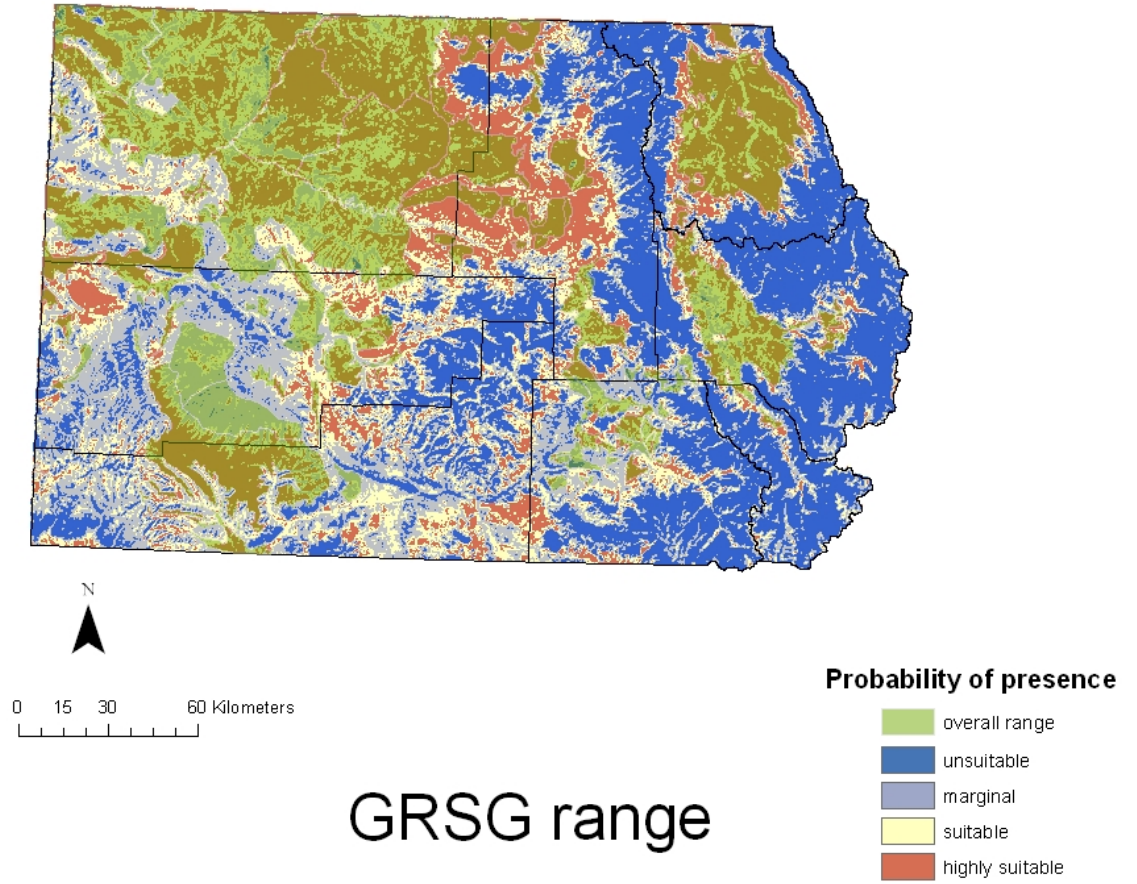 N
0 15 30 60 Kilometers
GRSG range
Probability of presence
overall range
unsuitable
marginal
suitable
highly suitable